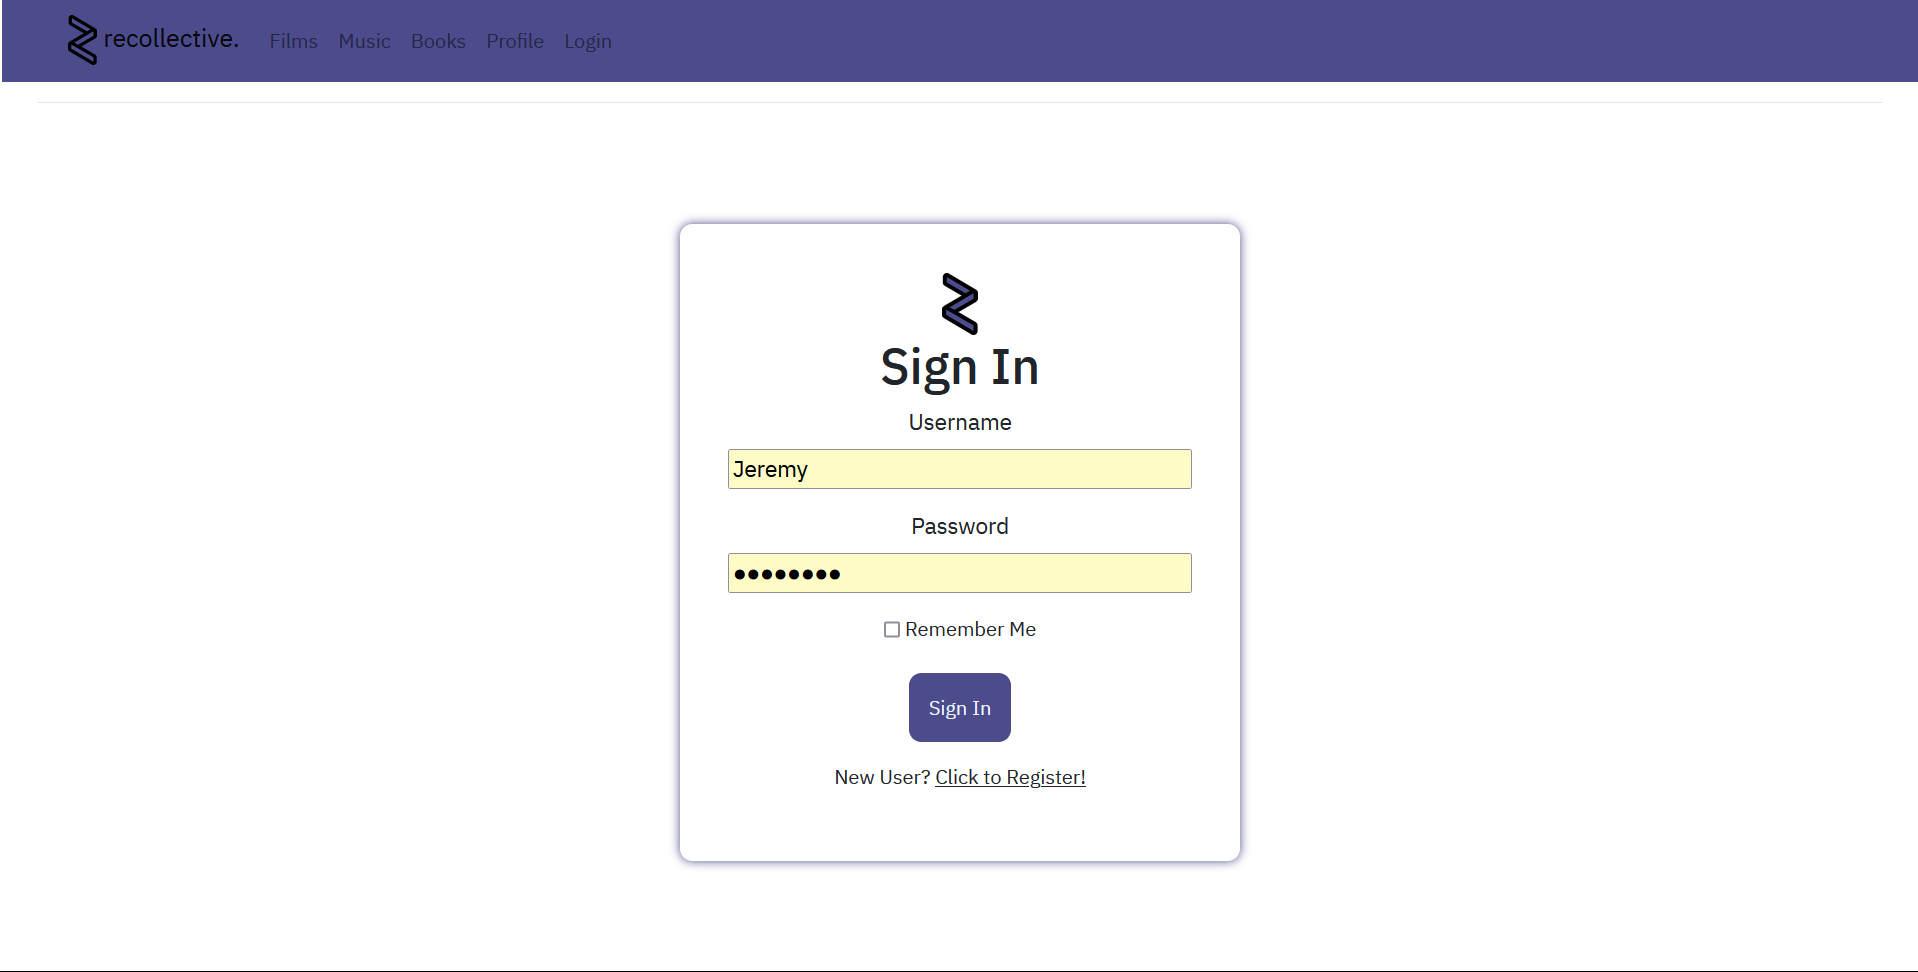 recollective. Films Music Books Profile Login
Sign In
Username
Jeremy
Password
●●●●●●●●
Remember Me
Sign In
New User? Click to Register!